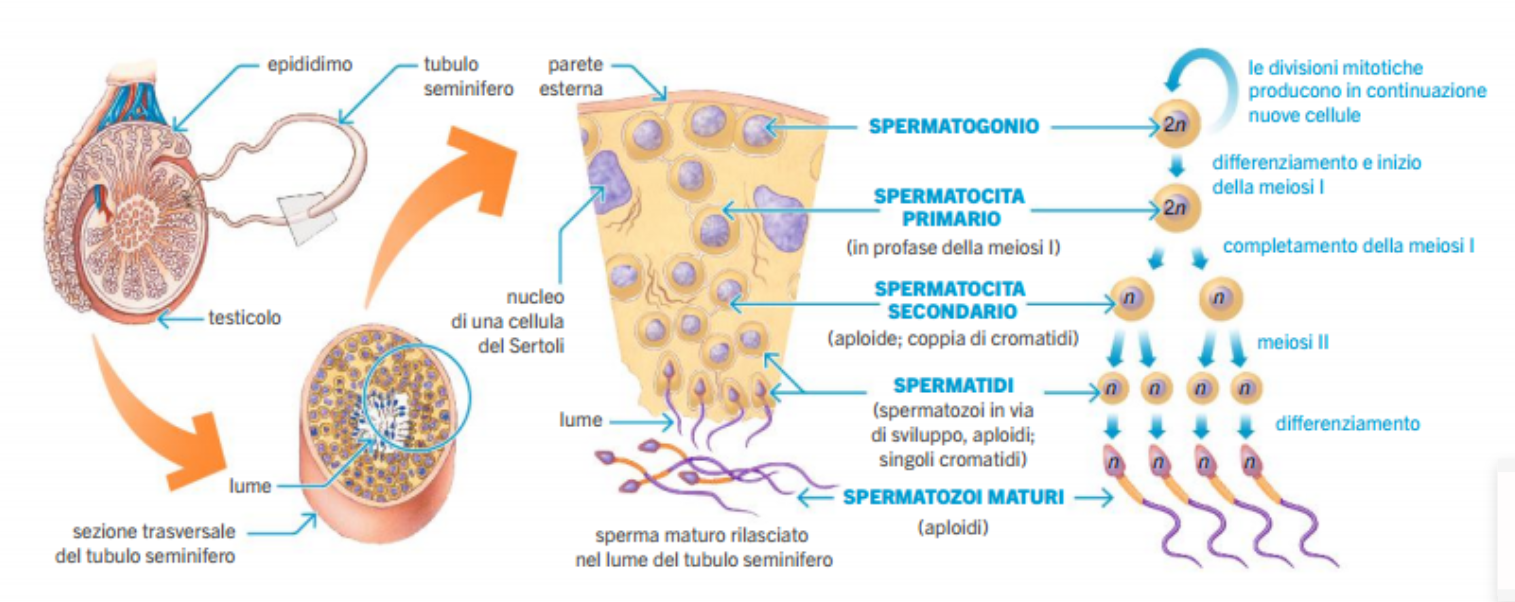 epididimo
tubulo
seminifero
testicolo
lume
sezione trasversale
del tubulo seminifero
parete
esterna
nucleo
di una cellula
del Sertoli
lume
sperma maturo rilasciato
nel lume del tubulo seminifero
SPERMATOGONIO
SPERMATOCITA
PRIMARIO
(in profase della meiosi I)
SPERMATOCITA
SECONDARIO
(aploide; coppia di cromatidi)
SPERMATIDI
(spermatozoi in via
di sviluppo, aploidi;
singoli cromatidi)
SPERMATOZOI MATURI
(aploidi)
2n
le divisioni mitotiche
producono in continuazione
nuove cellule
differenziamento e inizio
della meiosi I
2n
completamento della meiosi I
n n
meiosi II
n n n n
differenziamento
n n n n